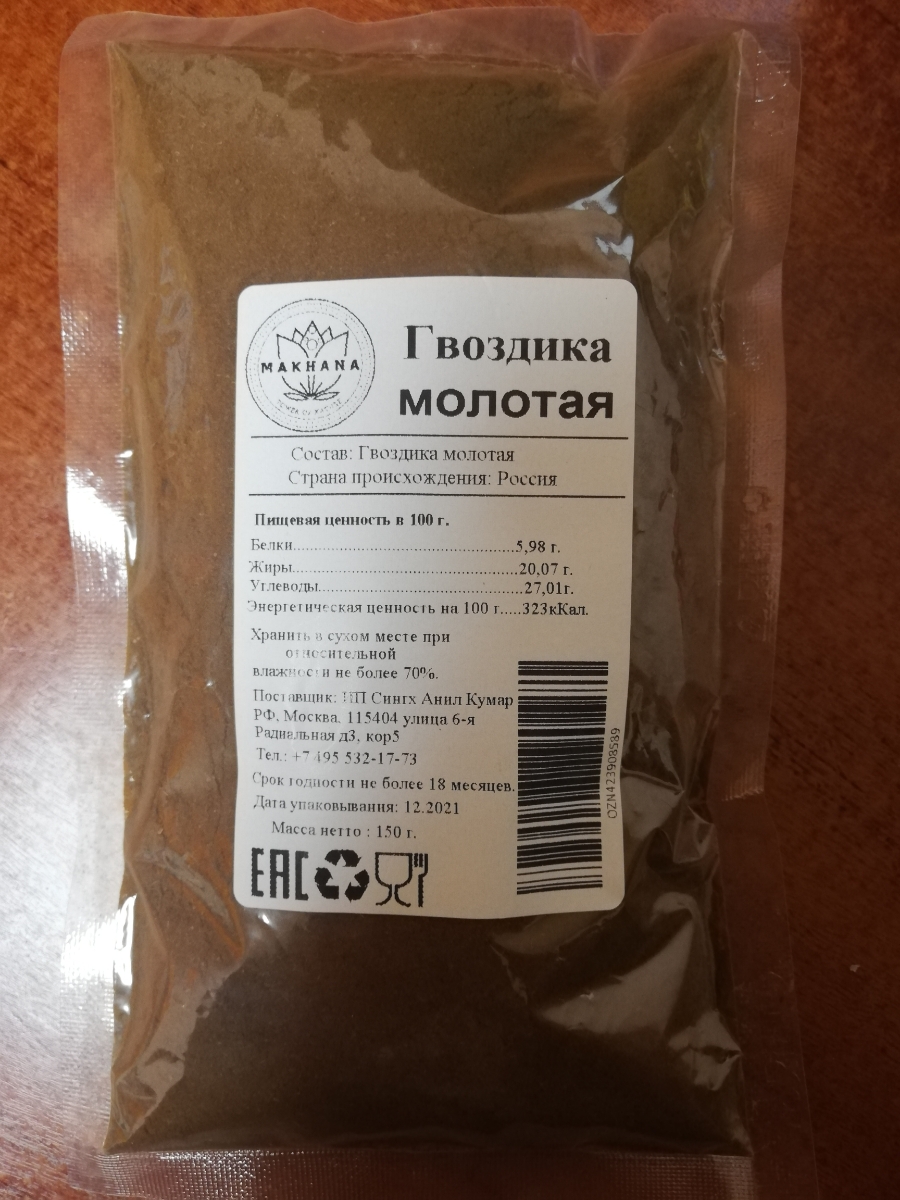 MAKHANA
POWER OF NATURE
Гвоздика
молотая
Состав: Гвоздика молотая
Страна происхождения: Россия
Пищевая ценность в 100 г.
Белки..........................................5,98 г.
Жиры...........................................20,07 г.
Углеводы.......................................27,01г.
Энергетическая ценность на 100 г.....323кКал.
Хранить в сухом месте при
относительной
влажности не более 70%.
Поставщик: ИП Сингх Анил Кумар
РФ, Москва. 115404 улица 6-я
Радиальная д3, кор5
Тел.: +7 495 532-17-73
Срок годности не более 18 месяцев.
Дата упаковывания: 12.2021
Масса нетто : 150 г.
EAC
OZN423908589